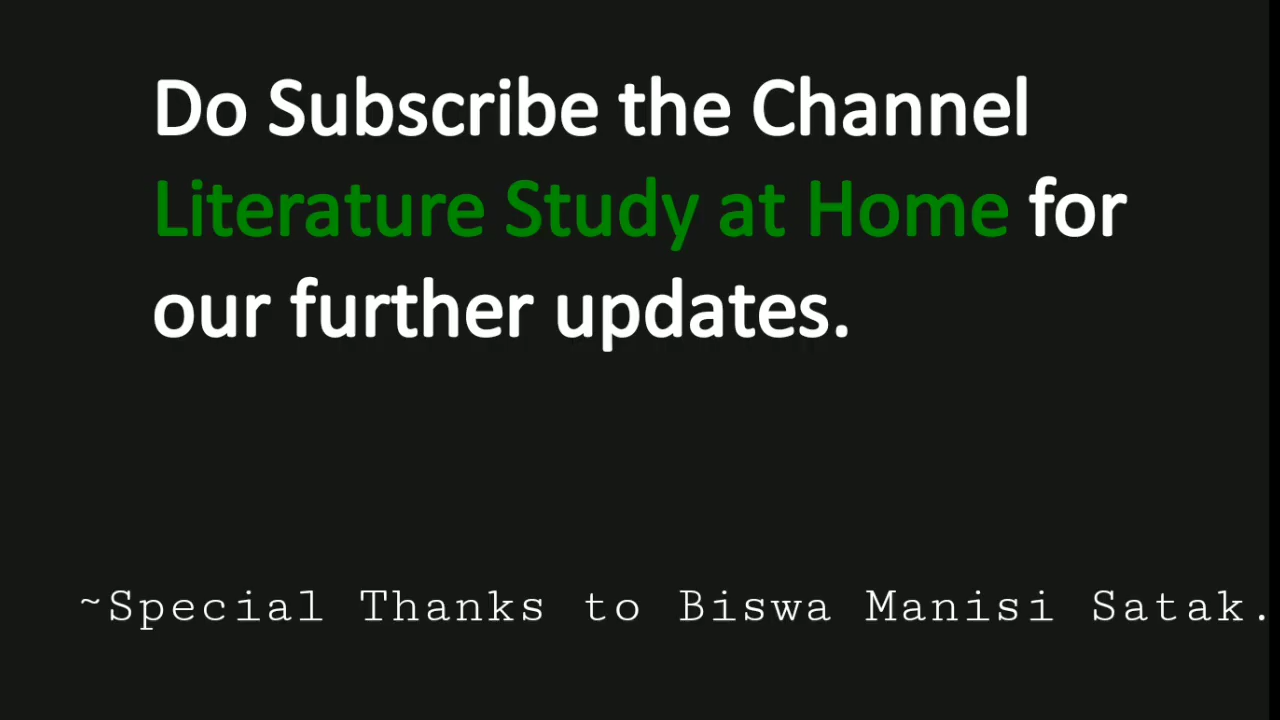 Do Subscribe the Channel
Literature Study at Home for
our further updates.
~Special Thanks to Biswa Manisi Satak.